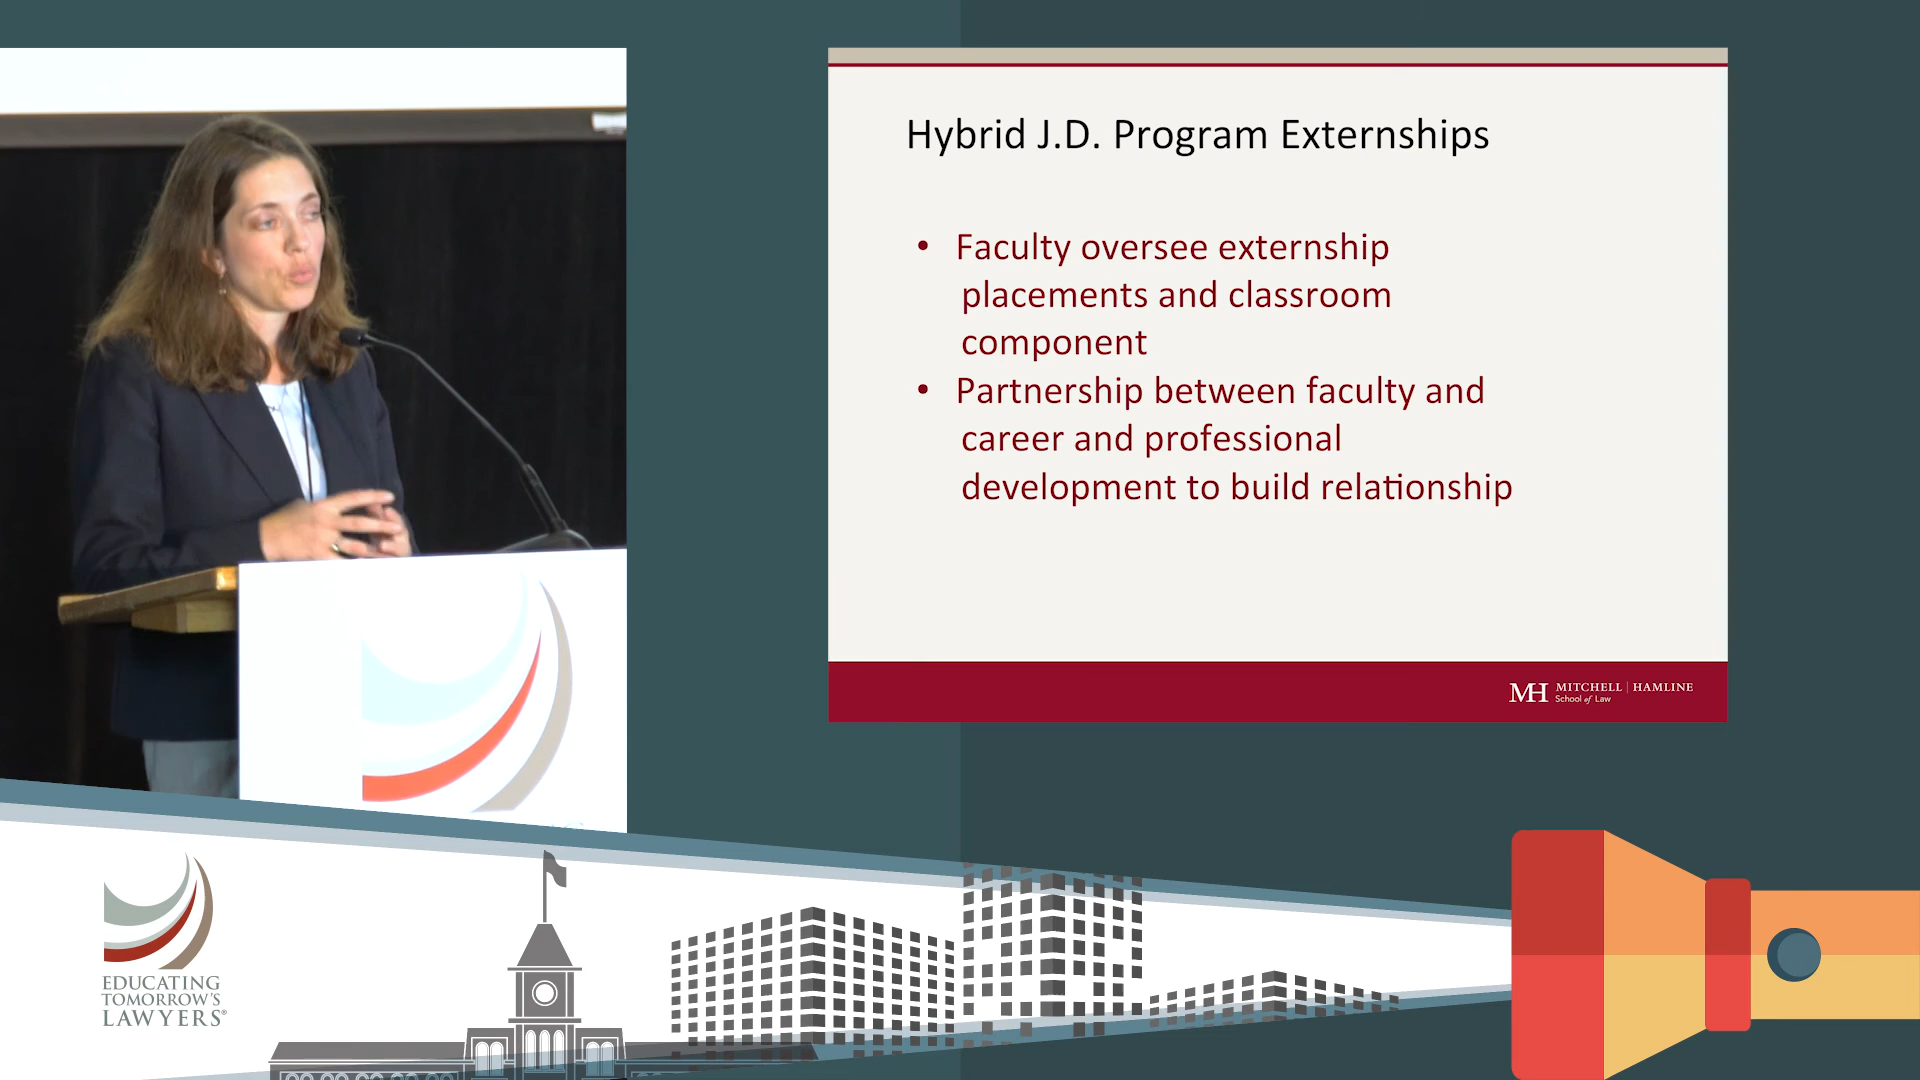 Hybrid J.D. Program Externships
• Faculty oversee externship
placements and classroom
component
• Partnership between faculty and
career and professional
development to build relationship
MH MITCHELL | HAMLINE
School of Law
EDUCATING
TOMORROW'S
LAWYERS®